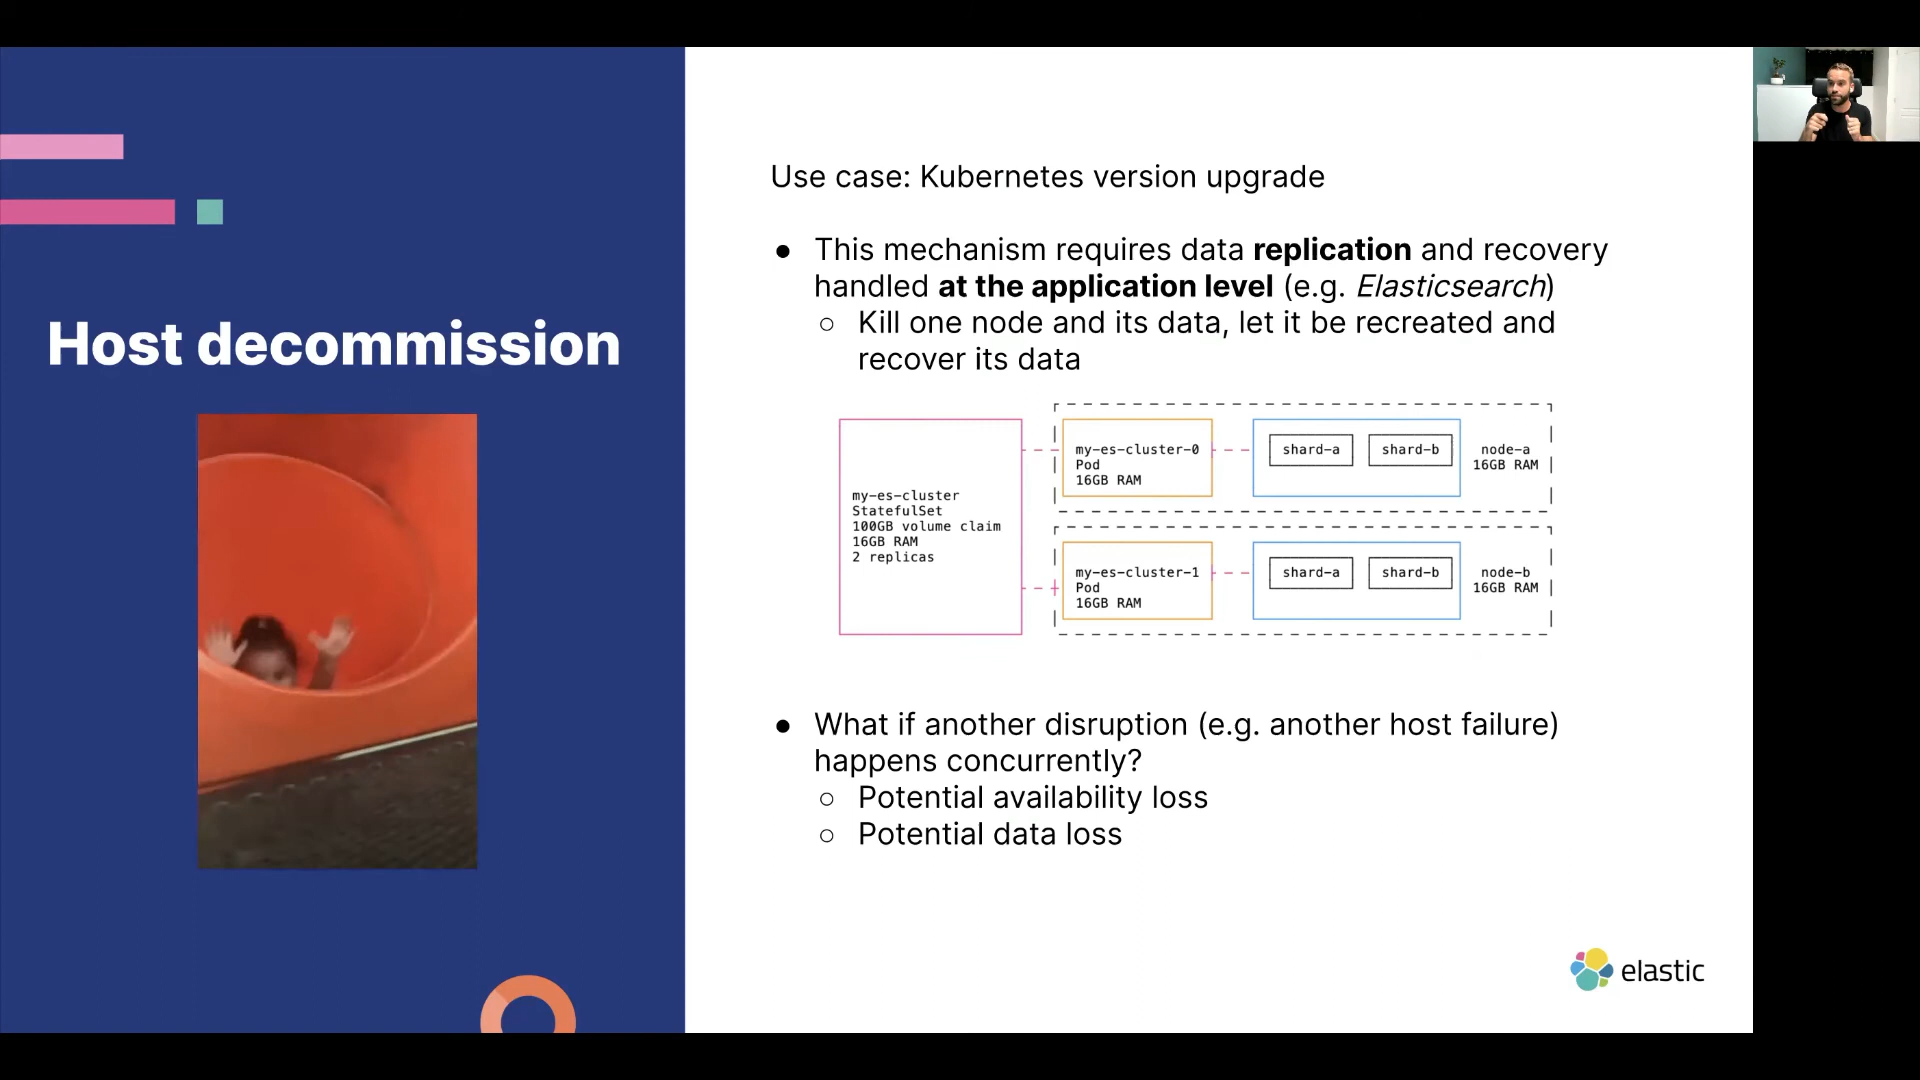 Host decommission
Use case: Kubernetes version upgrade
● This mechanism requires data replication and recovery
handled at the application level (e.g. Elasticsearch)
○ Kill one node and its data, let it be recreated and
recover its data
my-es-cluster
StatefulSet
100GB volume claim
16GB RAM
2 replicas
my-es-cluster-0
Pod
16GB RAM
shard-a
shard-b
node-a
16GB RAM
my-es-cluster-1
Pod
16GB RAM
shard-a
shard-b
node-b
16GB RAM
● What if another disruption (e.g. another host failure)
happens concurrently?
○ Potential availability loss
○ Potential data loss
elastic